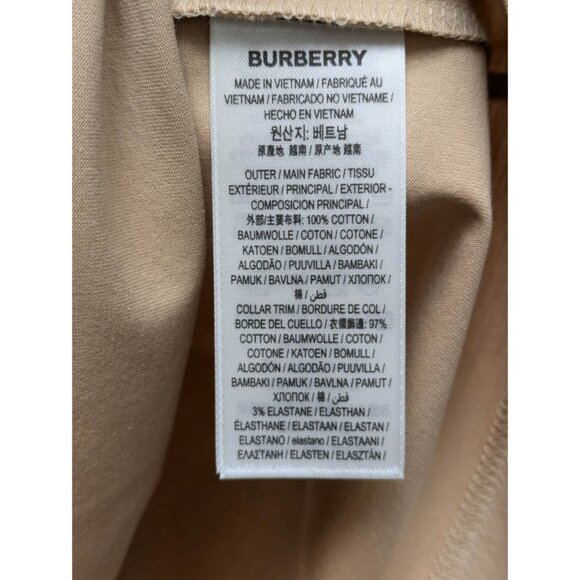 BURBERRY
MADE IN VIETNAM / FABRIQUÉ AU
VIETNAM / FABRICADO NO VIETNAME /
HECHO EN VIETNAM
원산지: 베트남
原產地 越南 / 原产地 越南
OUTER / MAIN FABRIC / TISSU
EXTÉRIEUR / PRINCIPAL / EXTERIOR -
COMPOSICIÓN PRINCIPAL /
外部/主要布料: 100% COTTON /
BAUMWOLLE / COTON / COTONE /
KATOEN / BOMULL / ALGODÓN /
ALGODÃO / PUUVILLA / BAMBAKI /
PAMUK / BAVLNA / PAMUT / ХЛОПОК /
棉 / قطن /
COLLAR TRIM / BORDURE DE COL /
BORDE DEL CUELLO / 衣領飾邊: 97%
COTTON / BAUMWOLLE / COTON /
COTONE / KATOEN / BOMULL /
ALGODÓN / ALGODÃO / PUUVILLA /
BAMBAKI / PAMUK / BAVLNA / PAMUT /
ХЛОПОК / 棉 / قطن /
3% ELASTANE / ELASTHAN /
ÉLASTHANE / ELASTAAN / ELASTAN /
ELASTANO / elastano / ELASTAANI /
ΕΛΑΣΤΑΝΗ / ELASTEN / ELASZTÁN /